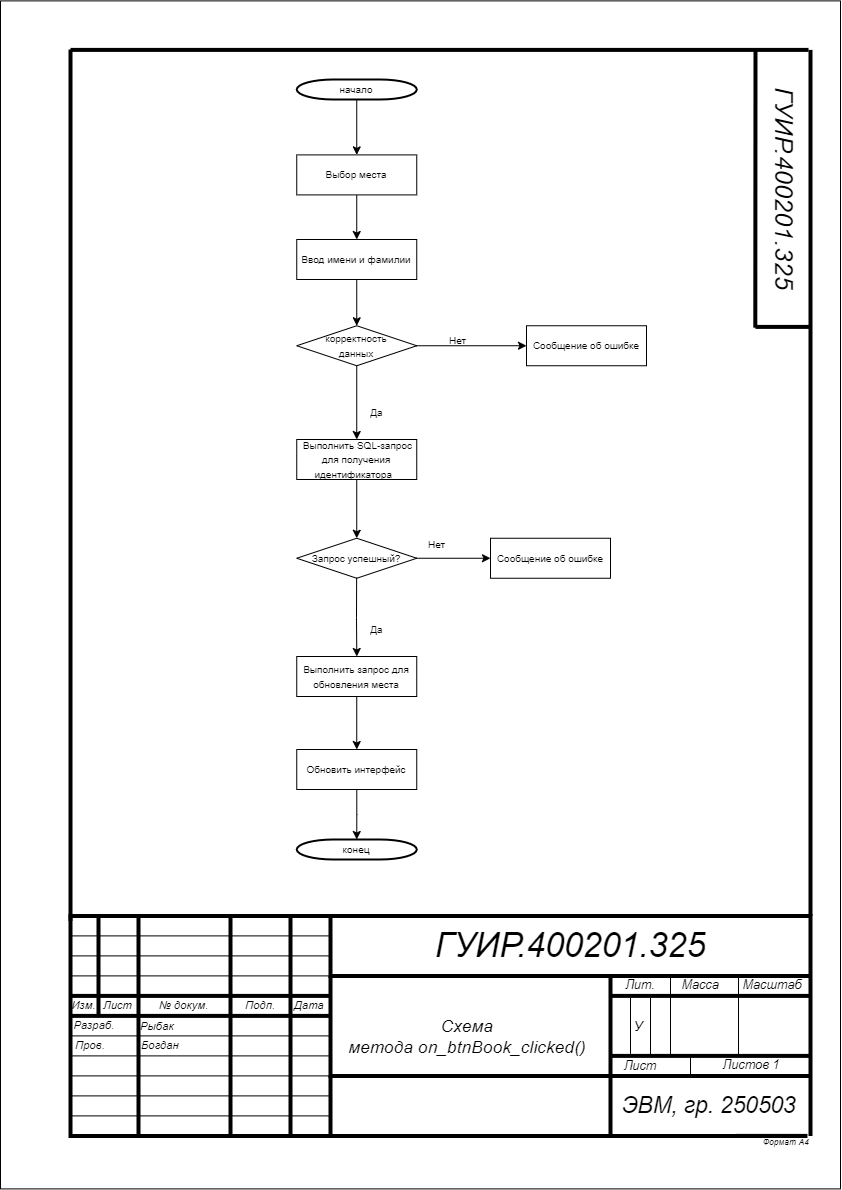 начало
ГУИР.400201.325
Выбор места
Ввод имени и фамилии
корректность
данных
Нет
Сообщение об ошибке
Да
Выполнить SQL-запрос
для получения
идентификатора
Запрос успешный?
Нет
Сообщение об ошибке
Да
Выполнить запрос для
обновления места
Обновить интерфейс
конец
ГУИР.400201.325
Лит. Масса Масштаб
Изм. Лист № докум. Подп. Дата
Разраб. Рыбак
Пров. Богдан
Схема
метода on_btnBook_clicked()
У
Лист Листов 1
ЭВМ, гр. 250503
Формат А4